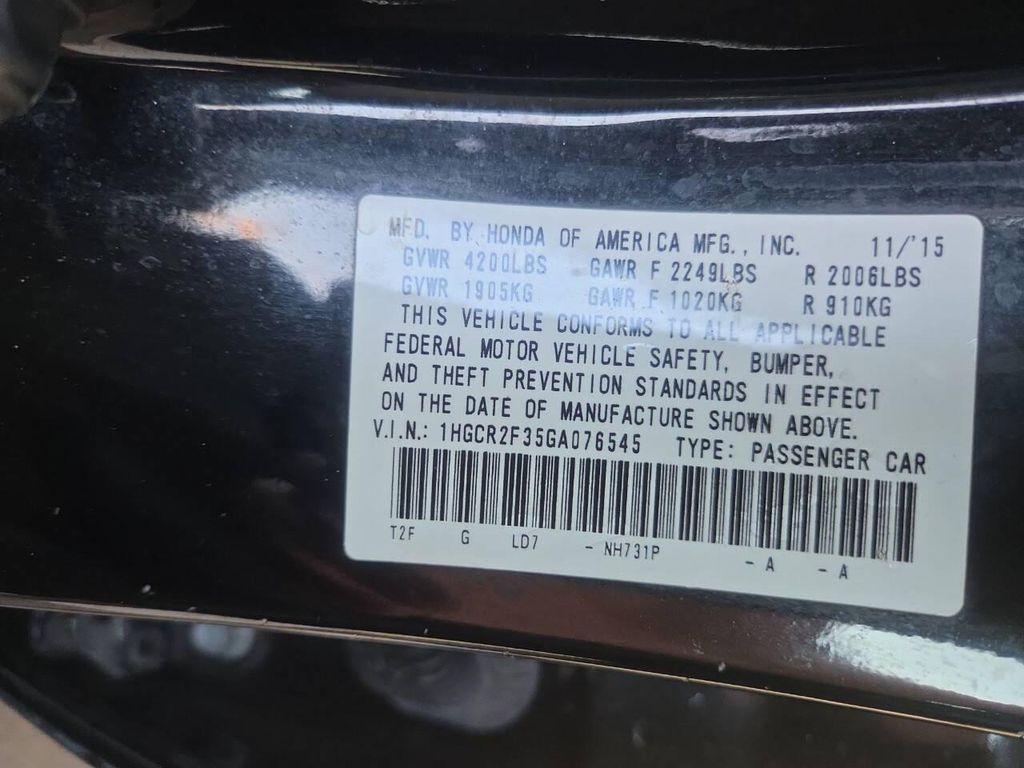 MFD. BY HONDA OF AMERICA MFG., INC. 11/'15
GVWR 4200LBS GAWR F 2249LBS R 2006LBS
GVWR 1905KG GAWR F 1020KG R 910KG
THIS VEHICLE CONFORMS TO ALL APPLICABLE
FEDERAL MOTOR VEHICLE SAFETY, BUMPER,
AND THEFT PREVENTION STANDARDS IN EFFECT
ON THE DATE OF MANUFACTURE SHOWN ABOVE.
V.I.N.: 1HGCR2F35GA076545 TYPE: PASSENGER CAR
T2F G LD7 - NH731P - A - A